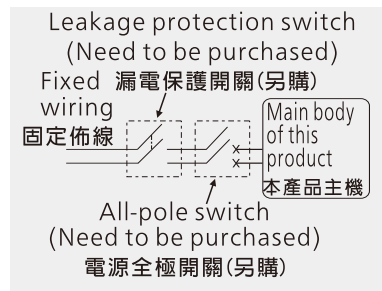 Leakage protection switch
(Need to be purchased)
漏電保護開關(另購)
Fixed
wiring
固定佈線
Main body
of this
product
本產品主機
All-pole switch
(Need to be purchased)
電源全極開關(另購)